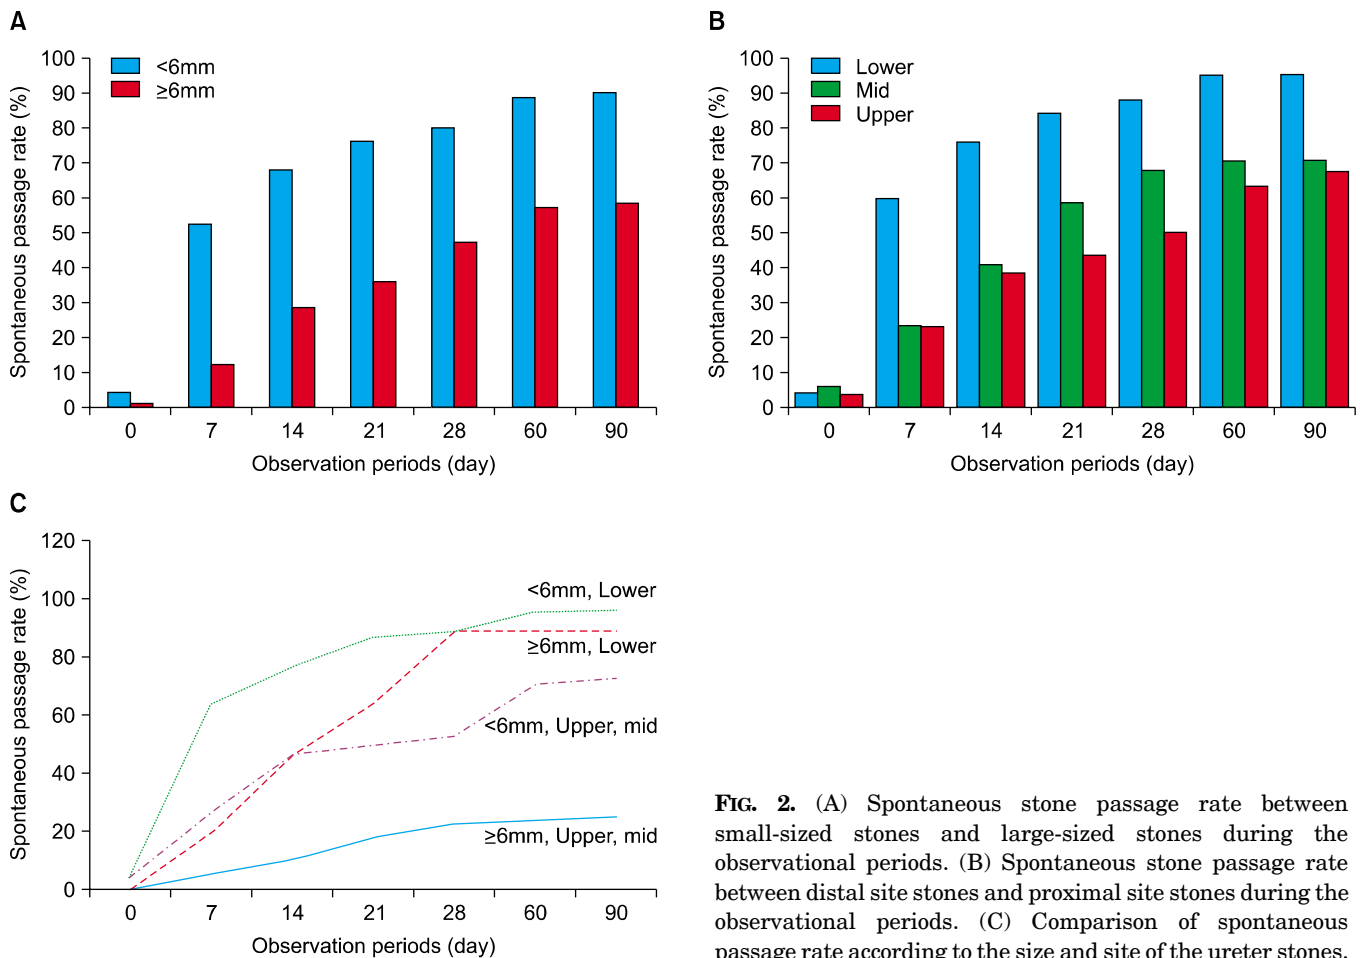 A
100
90
80
70
60
50
40
30
20
10
0
Spontaneous passage rate (%)
<6mm
≥6mm
0 7 14 21 28 60 90
Observation periods (day)
B
100
90
80
70
60
50
40
30
20
10
0
Spontaneous passage rate (%)
Lower
Mid
Upper
0 7 14 21 28 60 90
Observation periods (day)
C
120
100
80
60
40
20
0
Spontaneous passage rate (%)
<6mm, Lower
≥6mm, Lower
<6mm, Upper, mid
≥6mm, Upper, mid
0 7 14 21 28 60 90
Observation periods (day)
FIG. 2. (A) Spontaneous stone passage rate between
small-sized stones and large-sized stones during the
observational periods. (B) Spontaneous stone passage rate
between distal site stones and proximal site stones during the
observational periods. (C) Comparison of spontaneous
passage rate according to the size and site of the ureter stones.